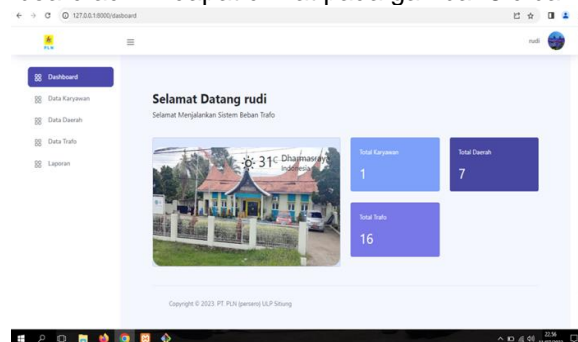 127.0.0.1:8000/dasboard
PLN
rudi
Dashboard
Data Karyawan
Data Daerah
Data Trafo
Laporan
Selamat Datang rudi
Selamat Menjalankan Sistem Beban Trafo
31°C Dharmasraya
Indonesia
Total Karyawan
1
Total Daerah
7
Total Trafo
16
Copyright © 2023 PT PLN (persero) ULP Sitiung
22.56